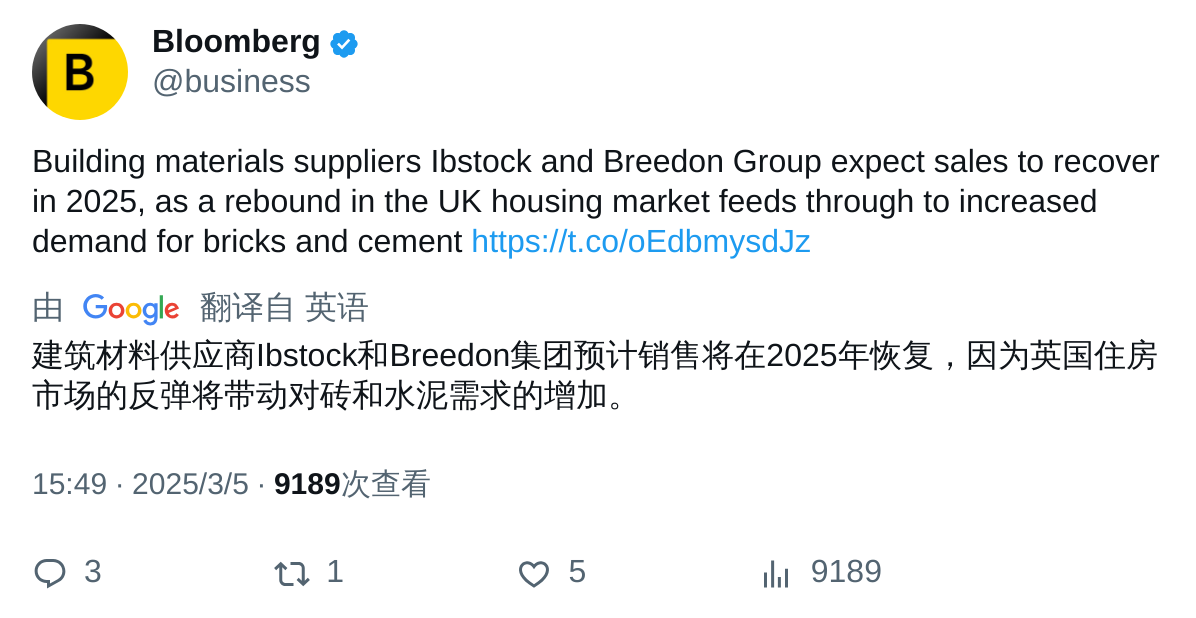 B
Bloomberg
@business
Building materials suppliers Ibstock and Breedon Group expect sales to recover
in 2025, as a rebound in the UK housing market feeds through to increased
demand for bricks and cement https://t.co/oEdbmysdJz
由 Google 翻译自 英语
建筑材料供应商Ibstock和Breedon集团预计销售将在2025年恢复，因为英国住房
市场的反弹将带动对砖和水泥需求的增加。
15:49 · 2025/3/5 · 9189次查看
3 1 5 9189